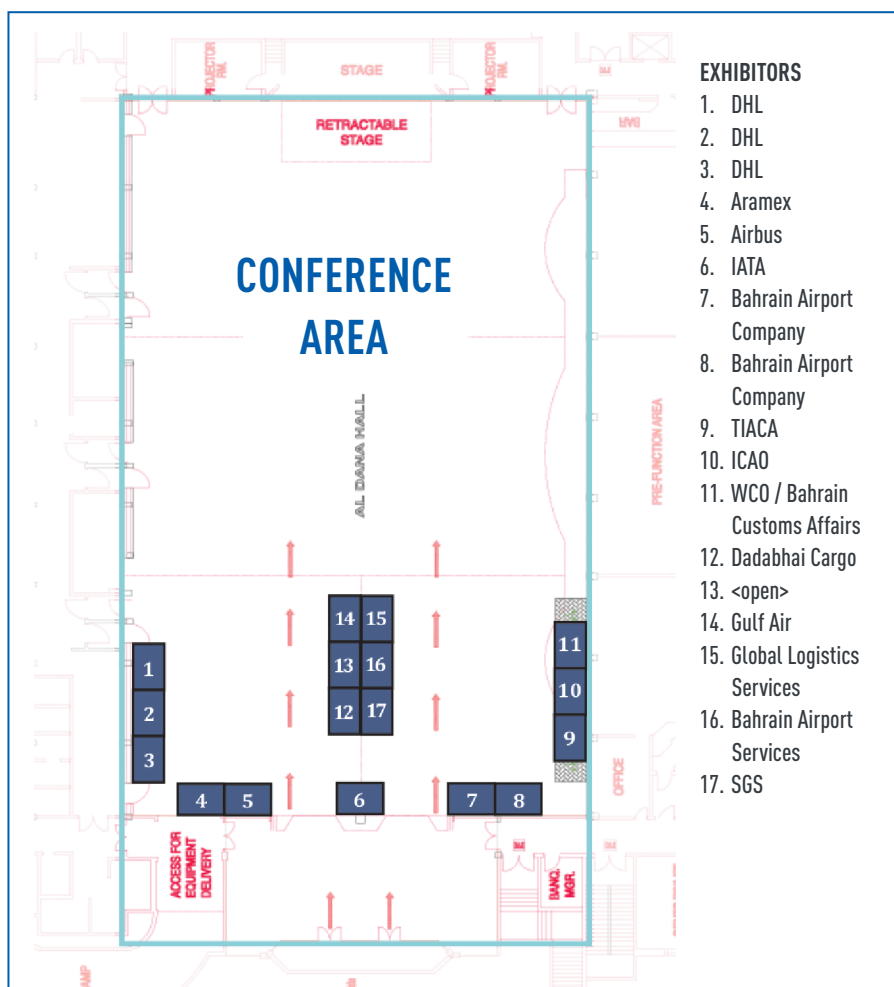 PROJECTOR
RM.
STAGE
PROJECTOR
RM.
BAR
RETRACTABLE
STAGE
CONFERENCE
AREA
AL DANA HALL
PRE-FUNCTION AREA
14 15
13 16
12 17
1
2
3
11
10
9
4 5
6
7 8
OFFICE
ACCESS FOR
EQUIPMENT
DELIVERY
BANQ.
MGR.
EXHIBITORS
1. DHL
2. DHL
3. DHL
4. Aramex
5. Airbus
6. IATA
7. Bahrain Airport
Company
8. Bahrain Airport
Company
9. TIACA
10. ICAO
11. WCO / Bahrain
Customs Affairs
12. Dadabhai Cargo
13. <open>
14. Gulf Air
15. Global Logistics
Services
16. Bahrain Airport
Services
17. SGS